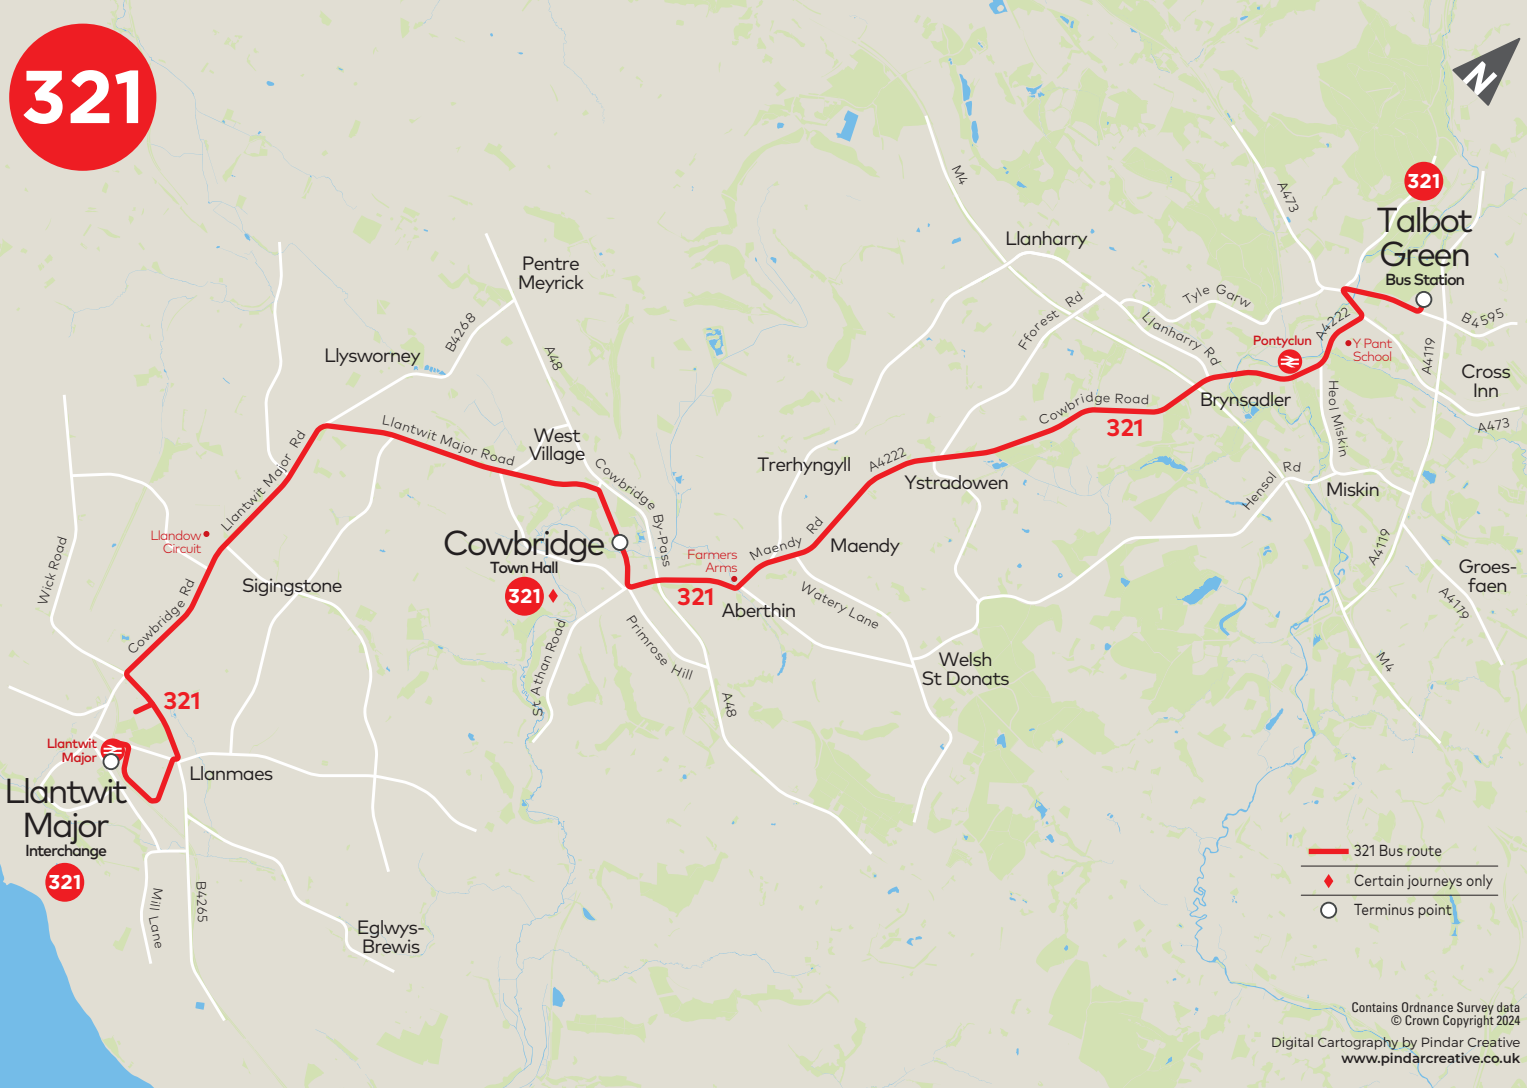 321
N
321
Talbot
Green
Bus Station
M4
A473
Llanharry
Pentre
Meyrick
B4268
A48
Llysworney
Tyle Garw
Fforest Rd
Llanharry Rd
A4222
B4595
Pontyclun
Y Pant
School
A4119
Cross
Inn
Brynsadler
Heol Miskin
A473
Cowbridge Road
321
Llantwit Major Road
West
Village
Llantwit Major Rd
Cowbridge By-Pass
Trerhyngyll
A4222
Ystradowen
Hensol Rd
Miskin
Llandow
Circuit
Cowbridge
Town Hall
321
Farmers
Arms
Maendy Rd
Maendy
A4119
Wick Road
Sigingstone
321
Aberthin
Watery Lane
Groes-
faen
A4119
Cowbridge Rd
St Athan Road
Primrose Hill
Welsh
St Donats
M4
A48
321
Llantwit
Major
Llanmaes
Llantwit
Major
Interchange
321
Mill Lane
B4265
Eglwys-
Brewis
321 Bus route
Certain journeys only
Terminus point
Contains Ordnance Survey data
© Crown Copyright 2024
Digital Cartography by Pindar Creative
www.pindarcreative.co.uk